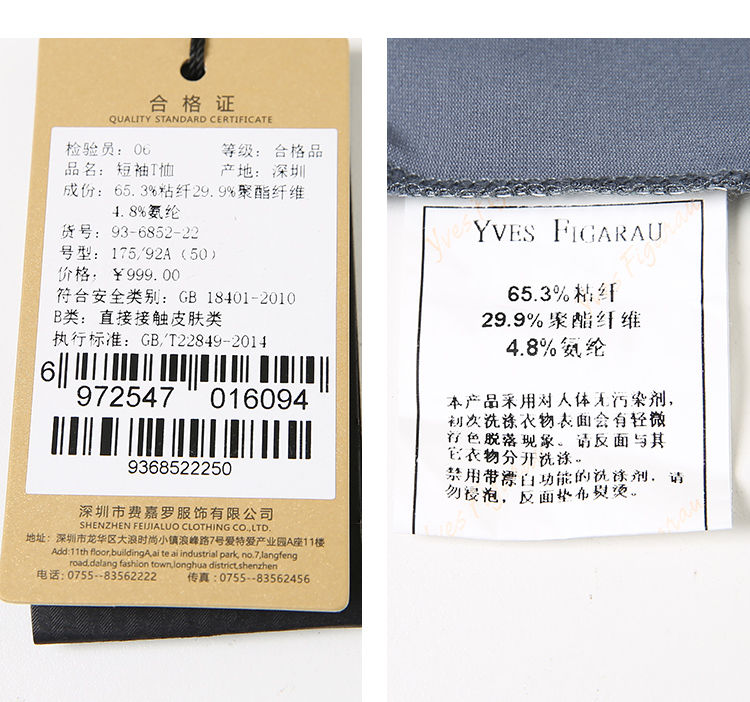 合格证
QUALITY STANDARD CERTIFICATE
检验员: 06 等级: 合格品
品名: 短袖T恤 产地: 深圳
成份: 65.3%粘纤29.9%聚酯纤维
4.8%氨纶
货号: 93-6852-22
号型: 175/92A (50)
价格: ¥999.00
符合安全类别: GB 18401-2010
B类: 直接接触皮肤类
执行标准: GB/T22849-2014
6 972547 016094
9368522250
深圳市费嘉罗服饰有限公司
SHENZHEN FEIJIALUO CLOTHING CO.,LTD
地址: 深圳市龙华区大浪时尚小镇浪峰路7号爱特爱产业园A座11楼
Add:11th floor,buildingA,ai te ai industrial park, no.7,langfeng
road,dalang fashion town,longhua district,shenzhen
电话: 0755--83562222 传真: 0755--83562456
YVES FIGARAU
65.3%粘纤
29.9%聚酯纤维
4.8%氨纶
本产品采用对人体无污染剂,
初次洗涤衣物表面会有轻微
浮色脱落现象。请反面与其
它衣物分开洗涤。
禁用带漂白功能的洗涤剂, 请
勿浸泡, 反面垫布熨烫。
Yves Figarau